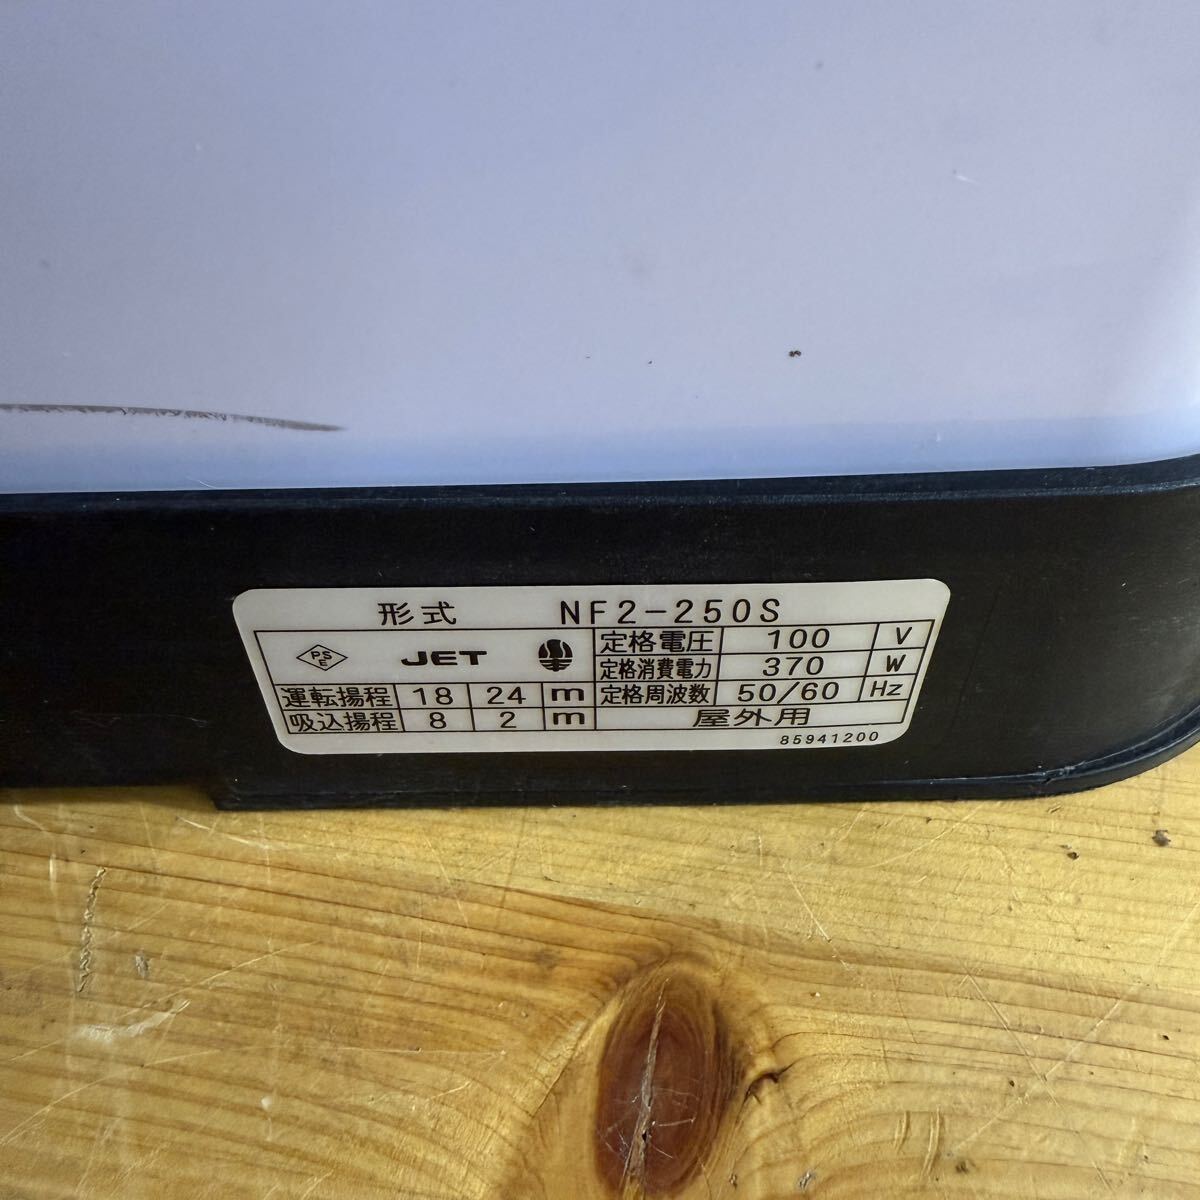 形式 NF2-250S
PSE JET 定格電圧 100 V
定格消費電力 370 W
運転揚程 18 24 m 定格周波数 50/60 Hz
吸込揚程 8 2 m 屋外用
85941200